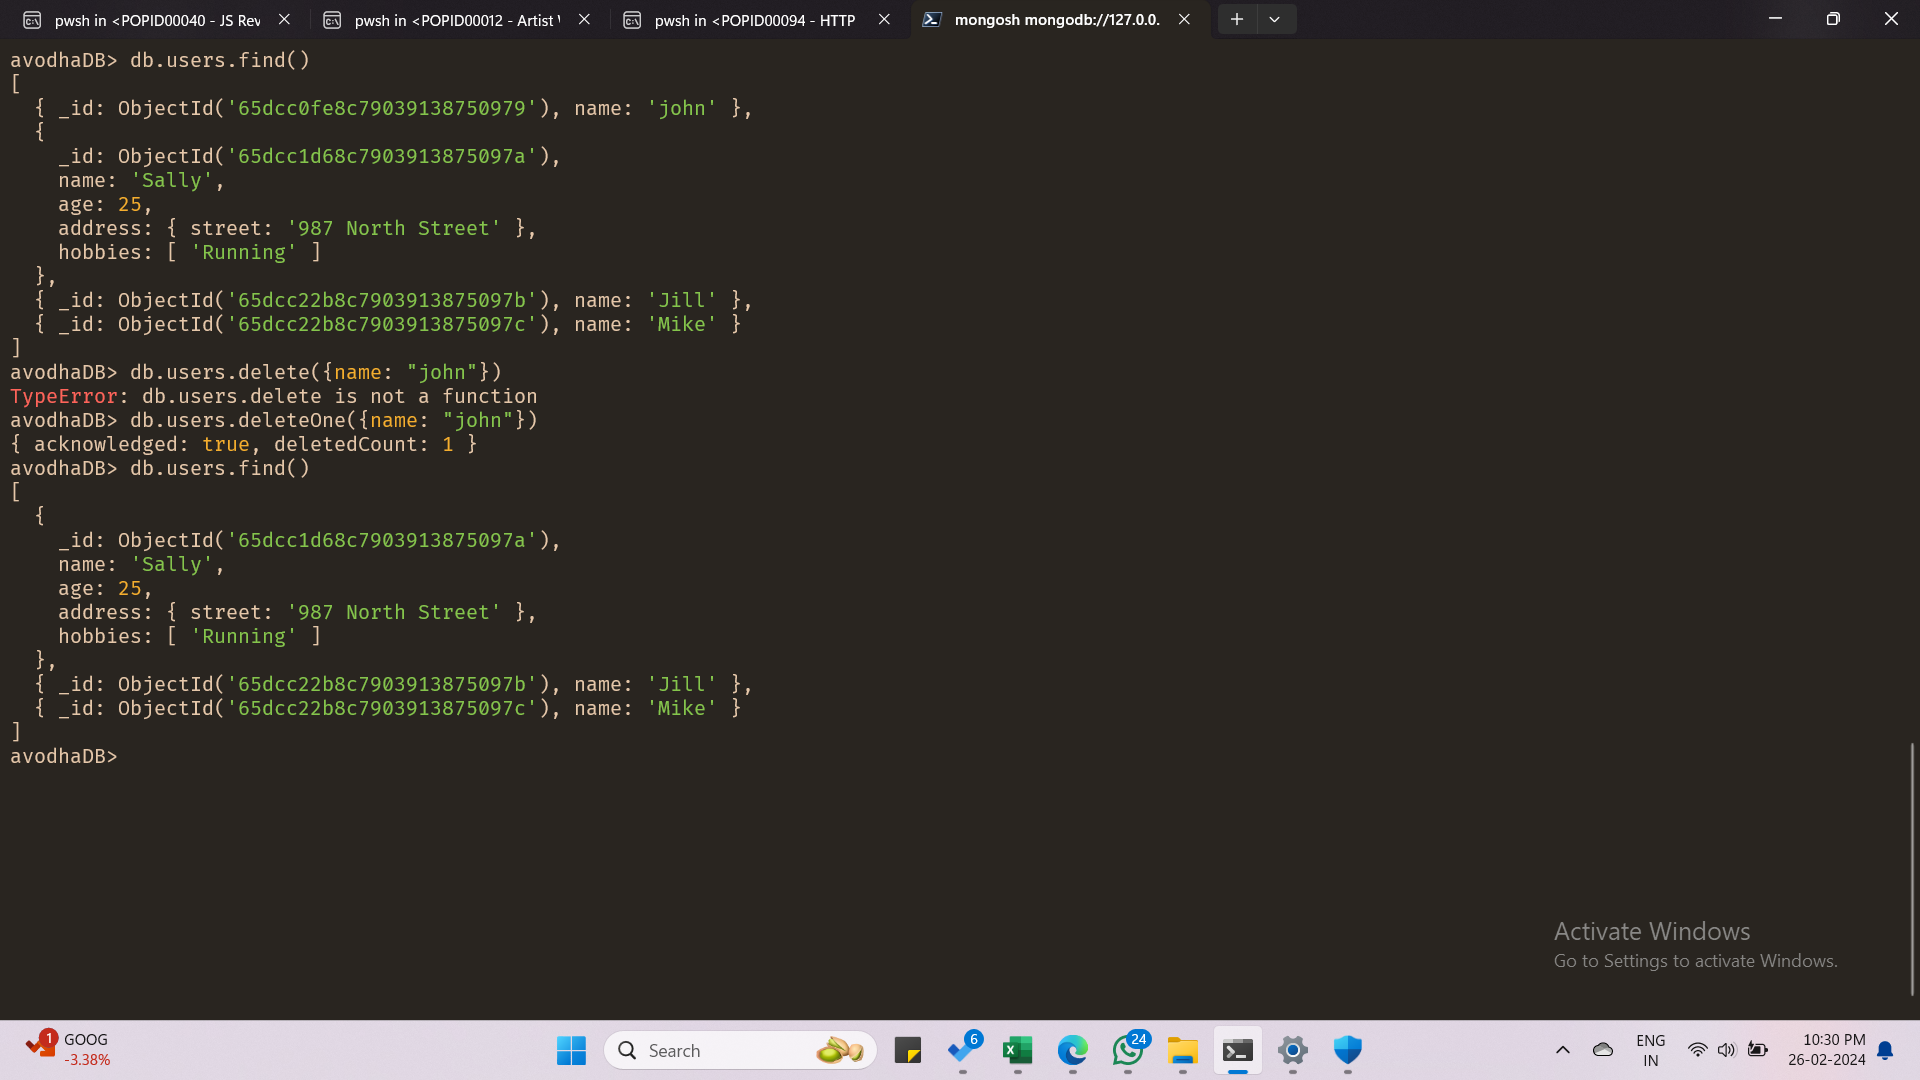 pwsh in <POPID00040 - JS Rev
pwsh in <POPID00012 - Artist
pwsh in <POPID00094 - HTTP
mongosh mongodb://127.0.0.
avodhaDB> db.users.find()
[
  { _id: ObjectId('65dcc0fe8c79039138750979'), name: 'john' },
  {
    _id: ObjectId('65dcc1d68c7903913875097a'),
    name: 'Sally',
    age: 25,
    address: { street: '987 North Street' },
    hobbies: [ 'Running' ]
  },
  { _id: ObjectId('65dcc22b8c7903913875097b'), name: 'Jill' },
  { _id: ObjectId('65dcc22b8c7903913875097c'), name: 'Mike' }
]
avodhaDB> db.users.delete({name: "john"})
TypeError: db.users.delete is not a function
avodhaDB> db.users.deleteOne({name: "john"})
{ acknowledged: true, deletedCount: 1 }
avodhaDB> db.users.find()
[
  {
    _id: ObjectId('65dcc1d68c7903913875097a'),
    name: 'Sally',
    age: 25,
    address: { street: '987 North Street' },
    hobbies: [ 'Running' ]
  },
  { _id: ObjectId('65dcc22b8c7903913875097b'), name: 'Jill' },
  { _id: ObjectId('65dcc22b8c7903913875097c'), name: 'Mike' }
]
avodhaDB>
Activate Windows
Go to Settings to activate Windows.
1
GOOG
-3.38%
Search
6
24
ENG
IN
10:30 PM
26-02-2024